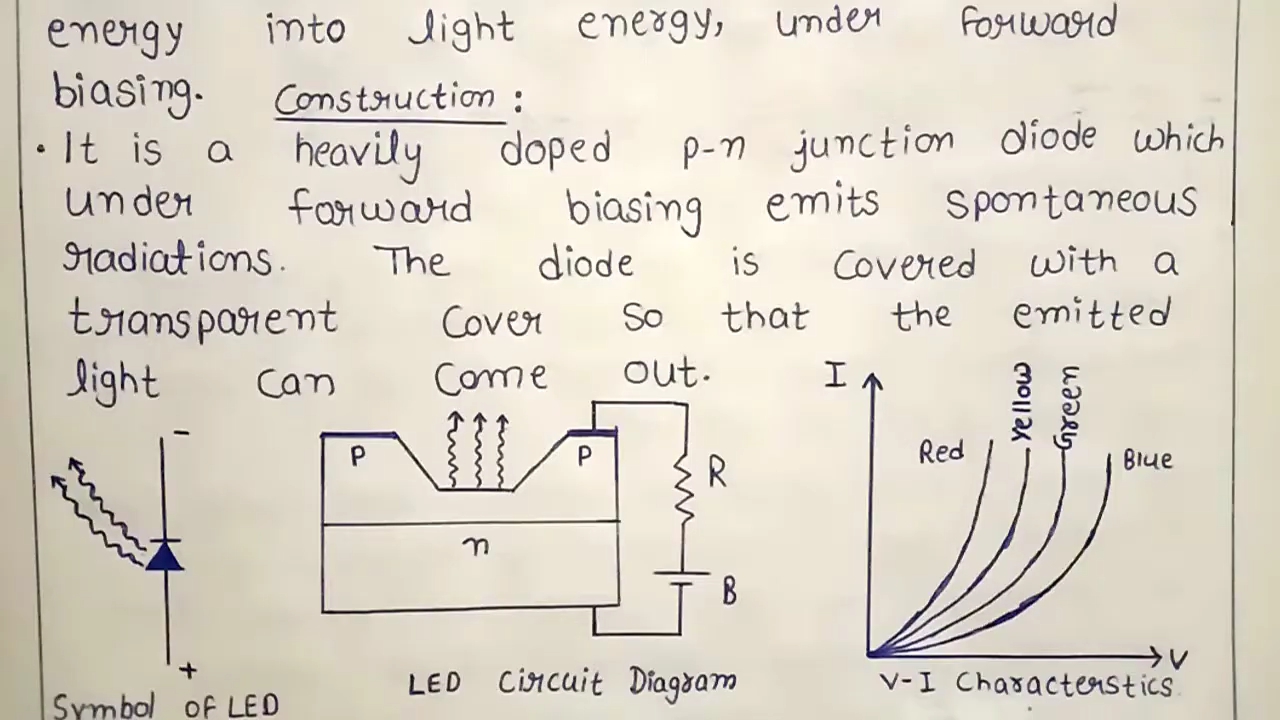 energy into light energy, under forward
biasing. Construction :
• It is a heavily doped p-n junction diode which
under forward biasing emits spontaneous
radiations. The diode is covered with a
transparent cover so that the emitted
light can come out.
I
Yellow
Green
Red
Blue
-
P
P
R
n
B
+
V
LED Circuit Diagram
V-I Characterstics
Symbol of LED